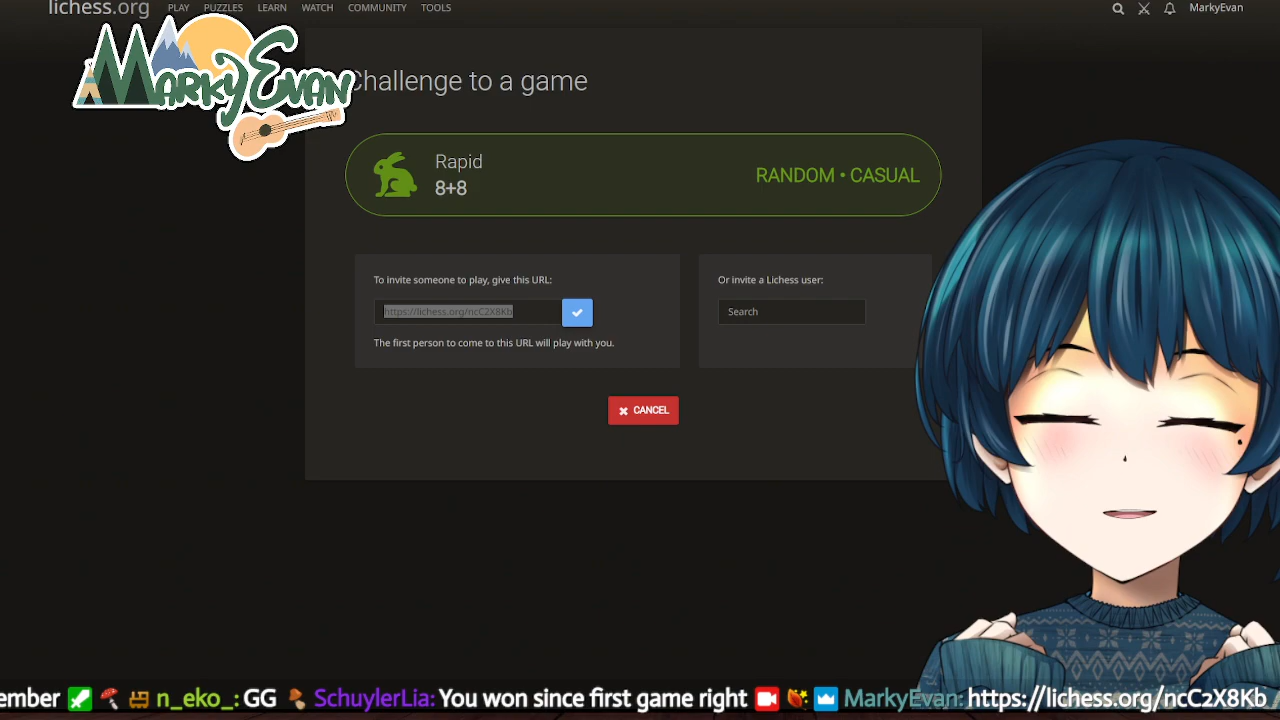 lichess.org PLAY PUZZLES LEARN WATCH COMMUNITY TOOLS MarkyEvan
MarkyEvan
Challenge to a game
Rapid
8+8
RANDOM • CASUAL
To invite someone to play, give this URL:
https://lichess.org/ncC2X8Kb
The first person to come to this URL will play with you.
Or invite a Lichess user:
Search
CANCEL
ember n_eko_: GG SchuylerLia: You won since first game right MarkyEvan: https://lichess.org/ncC2X8Kb